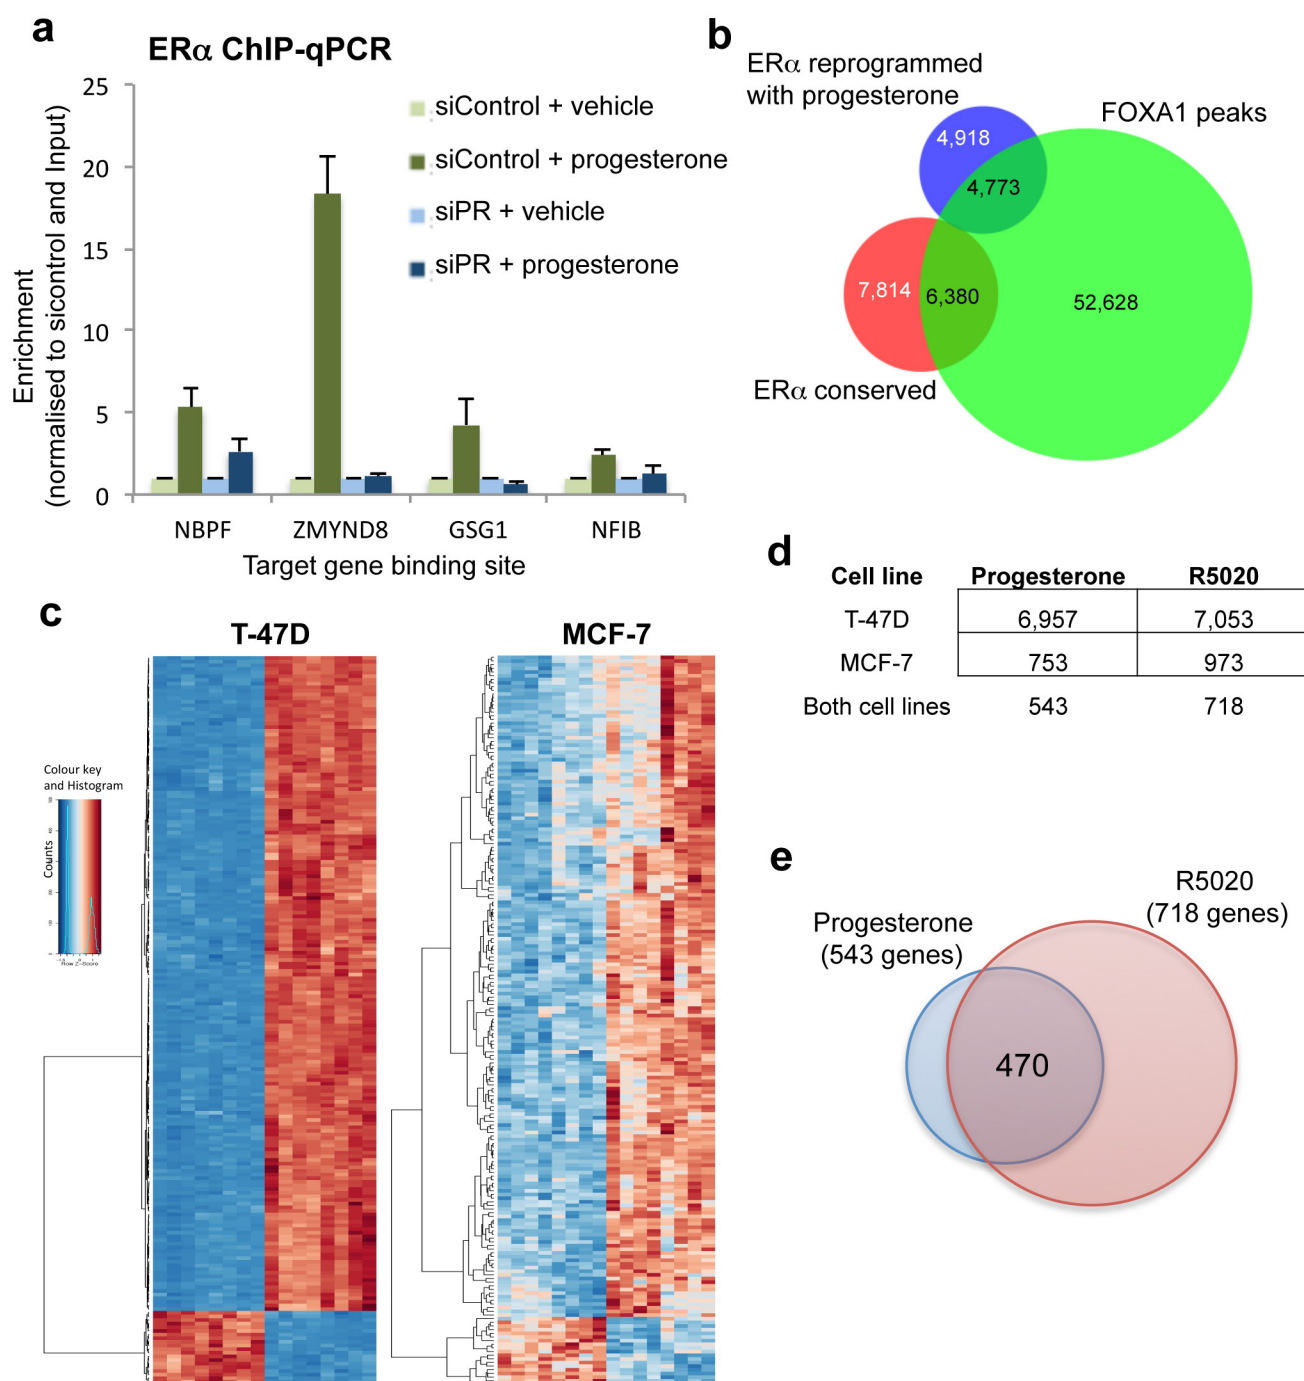 a
ERα ChIP-qPCR
Enrichment
(normalised to sicontrol and Input)
25
20
15
10
5
0
siControl + vehicle
siControl + progesterone
siPR + vehicle
siPR + progesterone
NBPF ZMYND8 GSG1 NFIB
Target gene binding site
b
ERα reprogrammed
with progesterone
FOXA1 peaks
4,918
4,773
7,814
6,380
52,628
ERα conserved
c
T-47D MCF-7
Colour key
and Histogram
Counts
Row Z-Score
d
Cell line Progesterone R5020
T-47D 6,957 7,053
MCF-7 753 973
Both cell lines 543 718
e
R5020
(718 genes)
Progesterone
(543 genes)
470